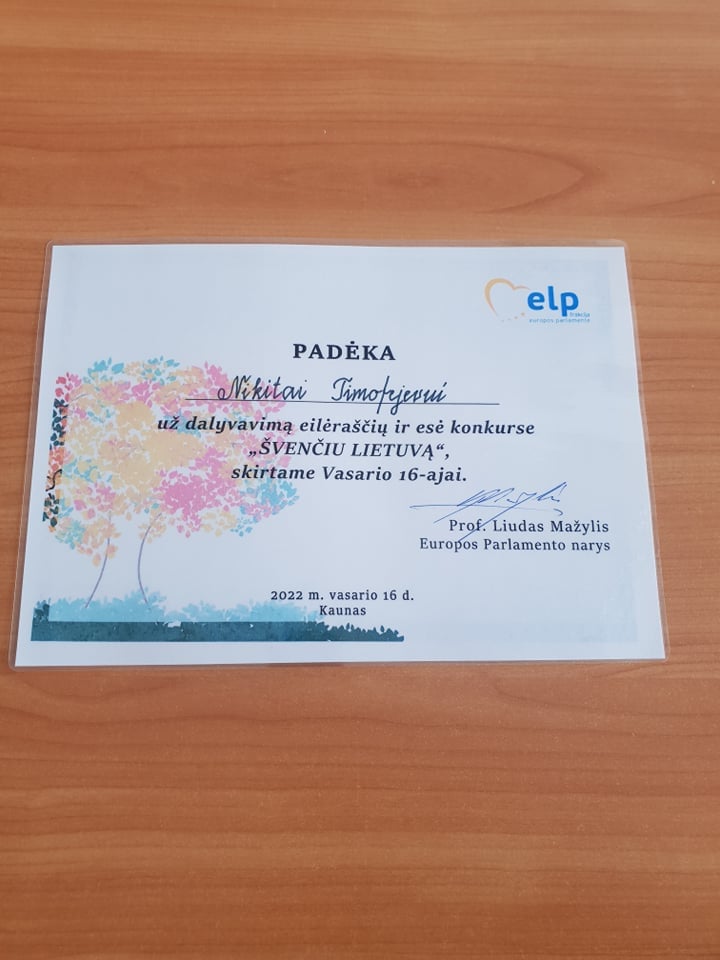 elp
frakcija
europos parlamente
PADĖKA
Nikitai Timofejevui
už dalyvavimą eilėraščių ir esė konkurse
„ŠVENČIU LIETUVĄ“,
skirtame Vasario 16-ajai.
Prof. Liudas Mažylis
Europos Parlamento narys
2022 m. vasario 16 d.
Kaunas